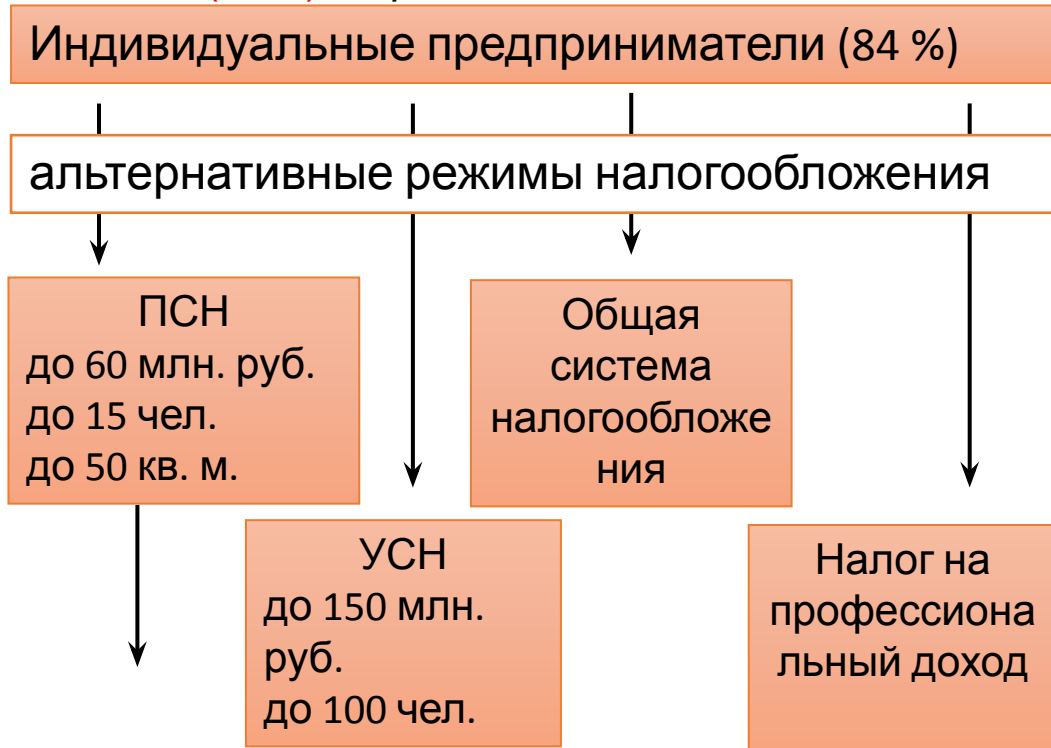 Индивидуальные предприниматели (84 %)
альтернативные режимы налогообложения
ПСН
до 60 млн. руб.
до 15 чел.
до 50 кв. м.
Общая
система
налогообложе
ния
УСН
до 150 млн.
руб.
до 100 чел.
Налог на
профессиона
льный доход